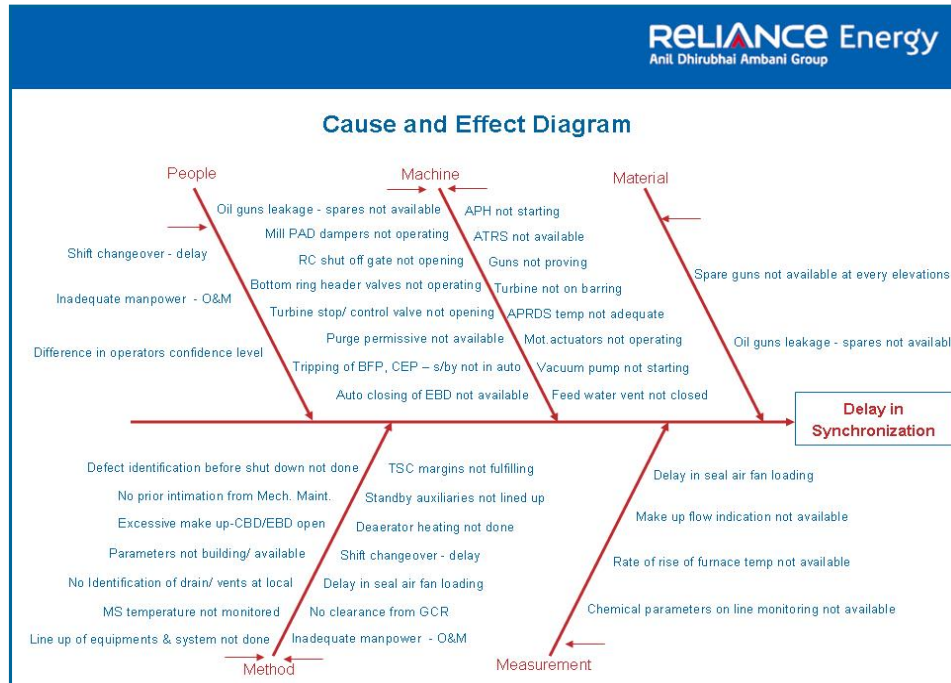 RELIANCE Energy
Anil Dhirubhai Ambani Group
Cause and Effect Diagram
People
Machine
Material
Shift changeover - delay
Inadequate manpower - O&M
Difference in operators confidence level
Oil guns leakage - spares not available
Mill PAD dampers not operating
RC shut off gate not opening
Bottom ring header valves not operating
Turbine stop/ control valve not opening
Purge permissive not available
Tripping of BFP, CEP – s/by not in auto
Auto closing of EBD not available
APH not starting
ATRS not available
Guns not proving
Turbine not on barring
APRDS temp not adequate
Mot.actuators not operating
Vacuum pump not starting
Feed water vent not closed
Spare guns not available at every elevations
Oil guns leakage - spares not availabl
Delay in
Synchronization
Defect identification before shut down not done
No prior intimation from Mech. Maint.
Excessive make up-CBD/EBD open
Parameters not building/ available
No Identification of drain/ vents at local
MS temperature not monitored
Line up of equipments & system not done
TSC margins not fulfilling
Standby auxiliaries not lined up
Deaerator heating not done
Shift changeover - delay
Delay in seal air fan loading
No clearance from GCR
Inadequate manpower - O&M
Delay in seal air fan loading
Make up flow indication not available
Rate of rise of furnace temp not available
Chemical parameters on line monitoring not available
Method
Measurement